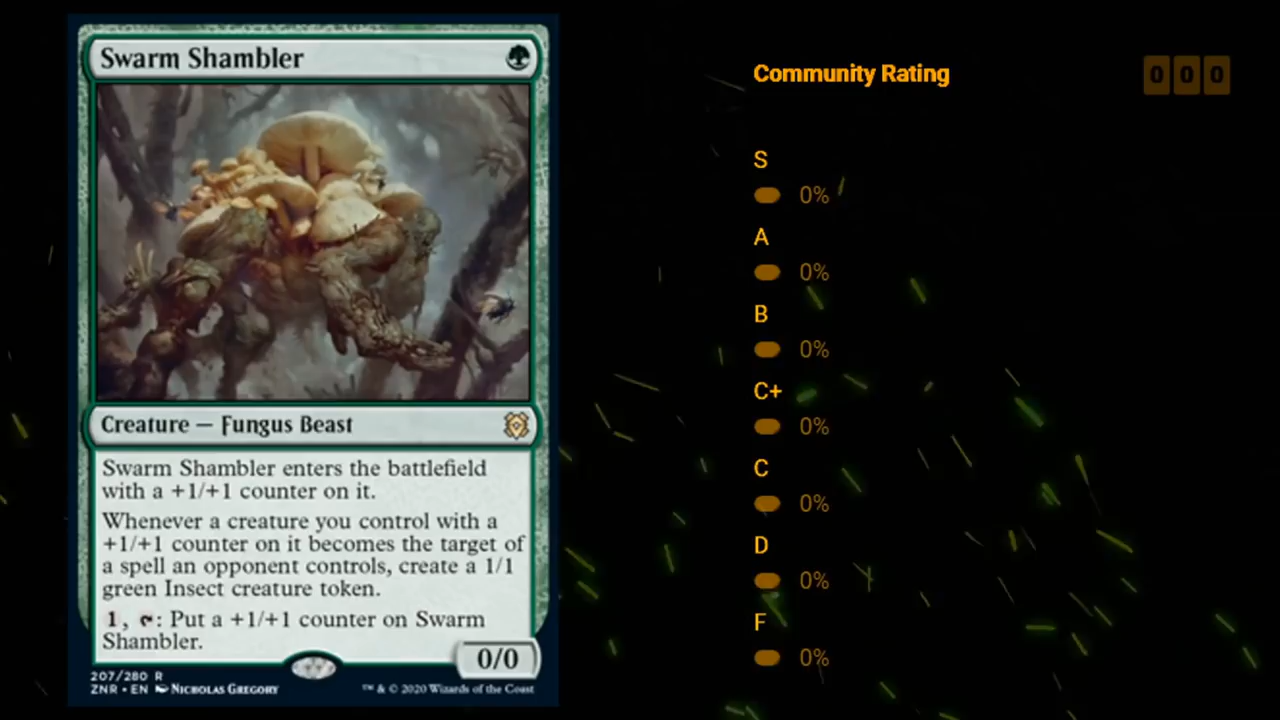 Swarm Shambler
Creature — Fungus Beast
Swarm Shambler enters the battlefield
with a +1/+1 counter on it.
Whenever a creature you control with a
+1/+1 counter on it becomes the target of
a spell an opponent controls, create a 1/1
green Insect creature token.
1, : Put a +1/+1 counter on Swarm
Shambler.
0/0
207/280 R
ZNR • EN Nicholas Gregory
™ & © 2020 Wizards of the Coast
Community Rating
000
S
0%
A
0%
B
0%
C+
0%
C
0%
D
0%
F
0%